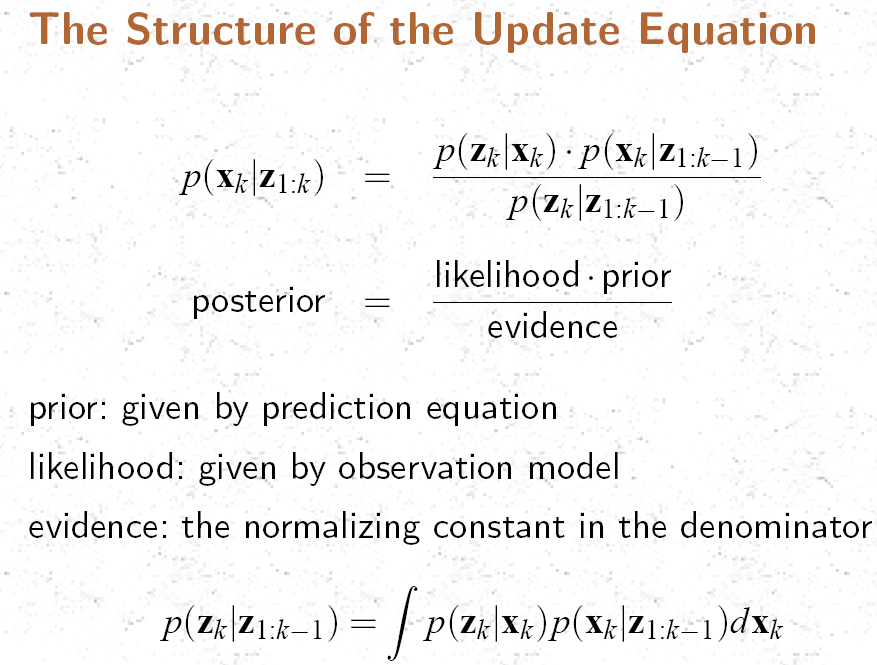 The Structure of the Update Equation
p(𝐱ₖ|𝐳₁:ₖ) = p(𝐳ₖ|𝐱ₖ) · p(𝐱ₖ|𝐳₁:ₖ₋₁) / p(𝐳ₖ|𝐳₁:ₖ₋₁)
posterior = likelihood · prior / evidence
prior: given by prediction equation
likelihood: given by observation model
evidence: the normalizing constant in the denominator
p(𝐳ₖ|𝐳₁:ₖ₋₁) = ∫ p(𝐳ₖ|𝐱ₖ)p(𝐱ₖ|𝐳₁:ₖ₋₁)d𝐱ₖ